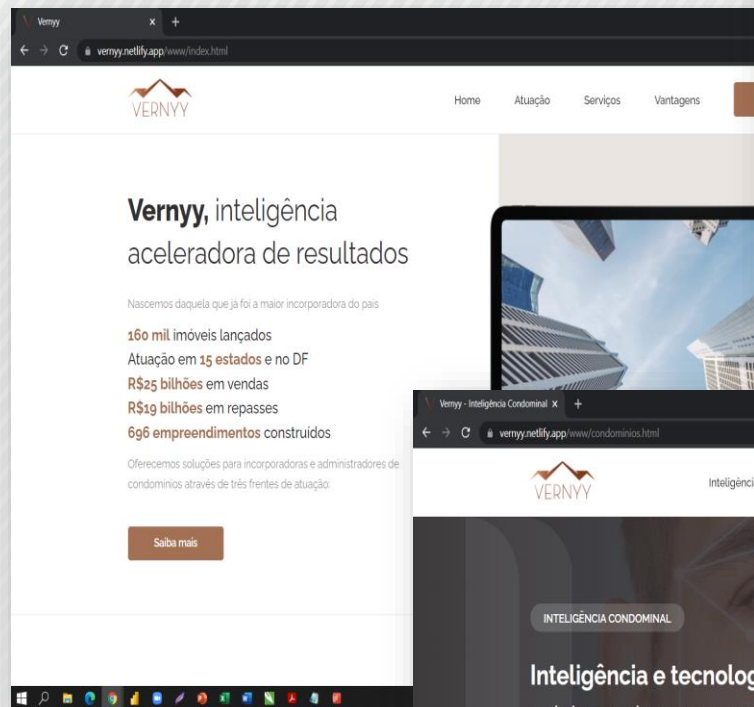 Vernyy
vernyy.netlify.app/www/index.html
VERNYY
Home Atuação Serviços Vantagens
Vernyy, inteligência
aceleradora de resultados
Nascemos daquela que já foi a maior incorporadora do país
160 mil imóveis lançados
Atuação em 15 estados e no DF
R$25 bilhões em vendas
R$19 bilhões em repasses
696 empreendimentos construídos
Oferecemos soluções para incorporadoras e administradores de
condomínios através de três frentes de atuação:
Saiba mais
Vernyy - Inteligência Condominal
vernyy.netlify.app/www/condominios.html
VERNYY
Inteligênci
INTELIGÊNCIA CONDOMINAL
Inteligência e tecnolog